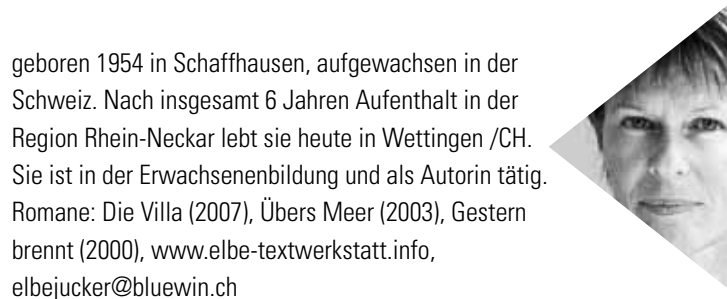 geboren 1954 in Schaffhausen, aufgewachsen in der
Schweiz. Nach insgesamt 6 Jahren Aufenthalt in der
Region Rhein-Neckar lebt sie heute in Wettingen /CH.
Sie ist in der Erwachsenenbildung und als Autorin tätig.
Romane: Die Villa (2007), Übers Meer (2003), Gestern
brennt (2000), www.elbe-textwerkstatt.info,
elbejucker@bluewin.ch